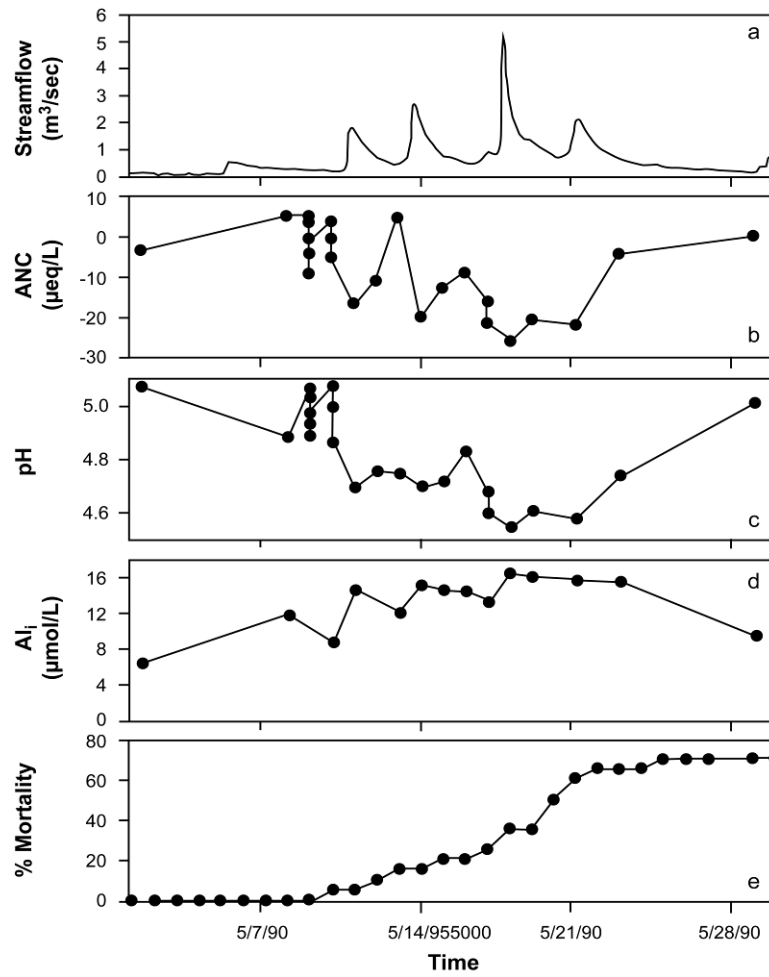 6
5
4
3
2
1
0
Streamflow
(m³/sec)
a
10
0
-10
-20
-30
ANC
(μeq/L)
b
5.0
4.8
4.6
pH
c
16
12
8
4
0
Alᵢ
(μmol/L)
d
80
60
40
20
0
% Mortality
e
5/7/90
5/14/955000
5/21/90
5/28/90
Time